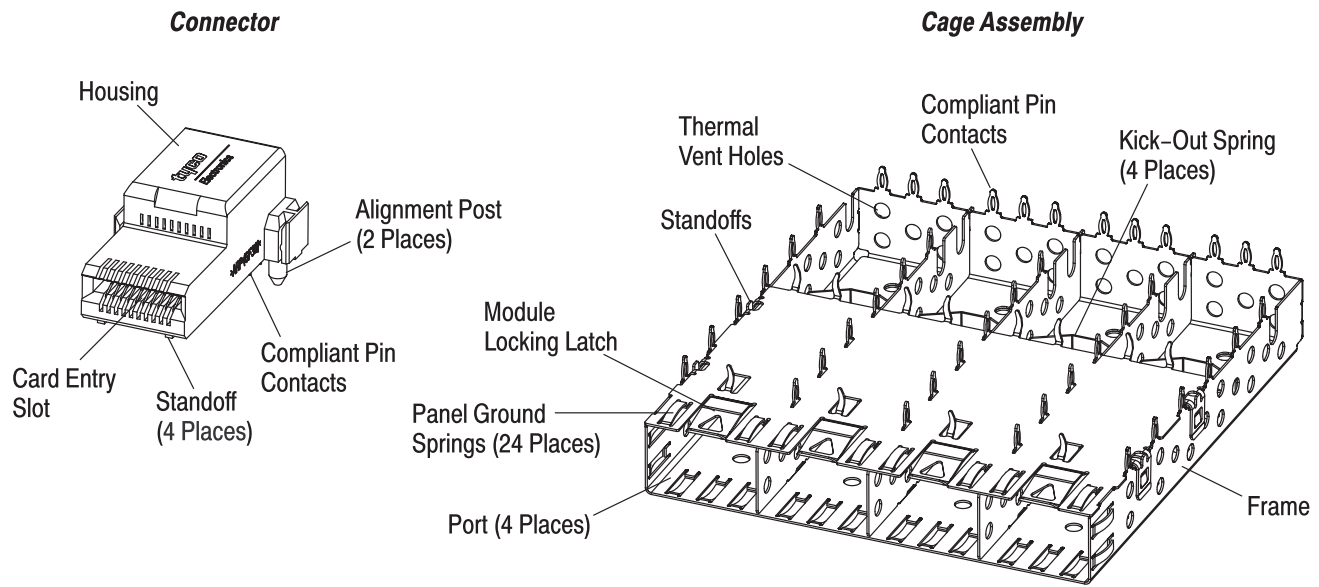 Connector
Housing
tyco
Electronics
Alignment Post
(2 Places)
Compliant Pin
Contacts
Card Entry
Slot
Standoff
(4 Places)
Cage Assembly
Thermal
Vent Holes
Compliant Pin
Contacts
Kick-Out Spring
(4 Places)
Standoffs
Module
Locking Latch
Panel Ground
Springs (24 Places)
Port (4 Places)
Frame